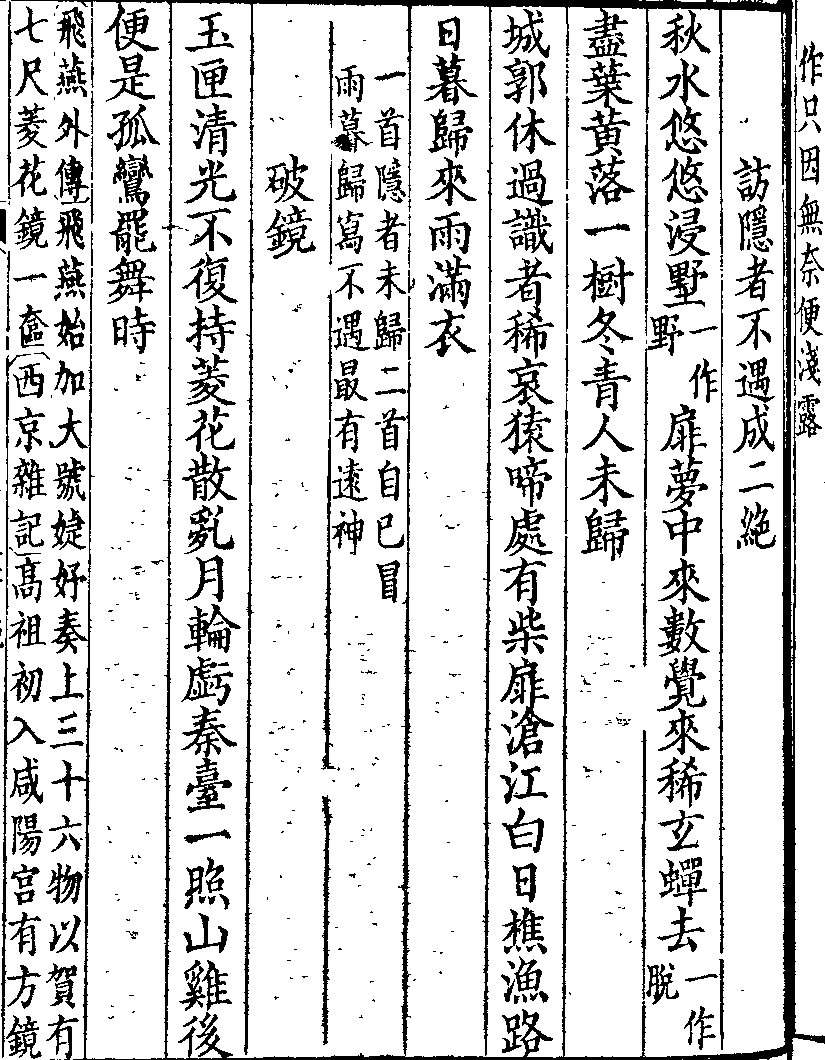 作只因無奈便淺露
訪隱者不遇成二絶
秋水悠悠浸墅一作野扉夢中來數覺來稀玄蟬去一作脫
盡葉黄落一樹冬青人未歸
城郭休過識者稀哀猿啼處有柴扉滄江白日樵漁路
日暮歸來雨滿衣
一首隱者未歸二首自已冒
雨暮歸寫不遇最有逺神
破鏡
玉匣清光不復持菱花散亂月輪虧秦臺一照山雞後
便是孤鸞罷舞時
飛燕外傳飛燕始加大號婕妤奏上三十六物以賀有
七尺菱花鏡一奩西京雜記髙祖初入咸陽宫有方鏡